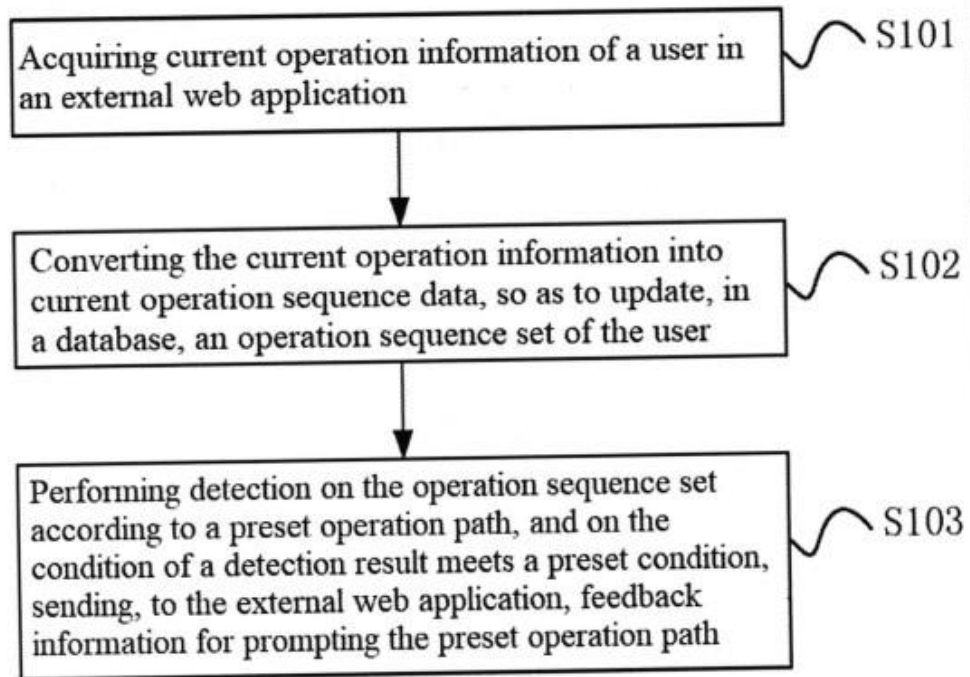 Acquiring current operation information of a user in
an external web application
S101
Converting the current operation information into
current operation sequence data, so as to update, in
a database, an operation sequence set of the user
S102
Performing detection on the operation sequence set
according to a preset operation path, and on the
condition of a detection result meets a preset condition,
sending, to the external web application, feedback
information for prompting the preset operation path
S103